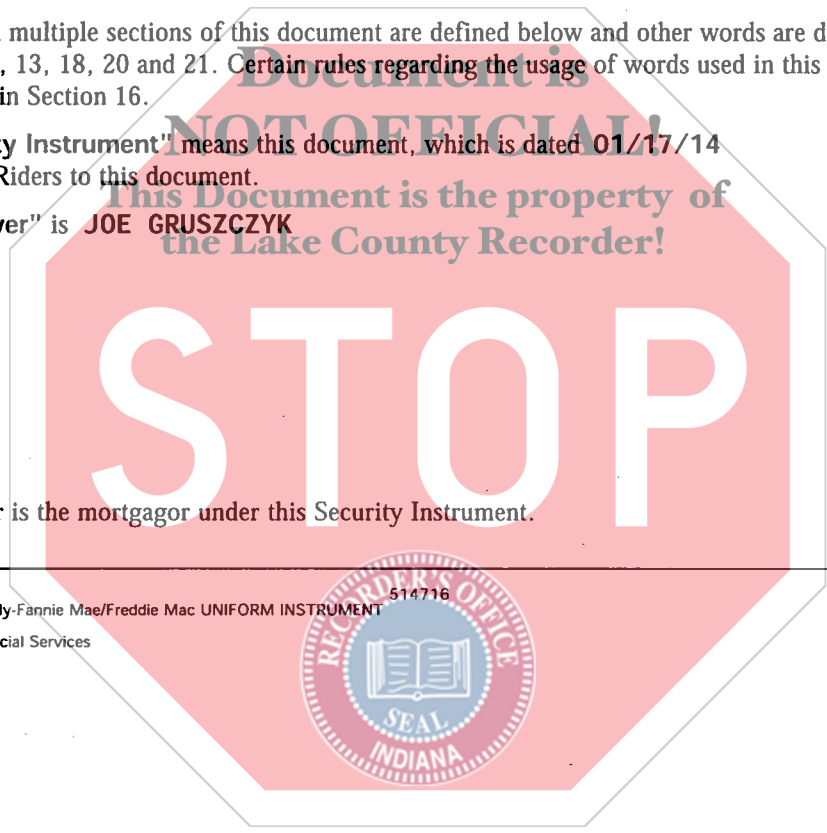 multiple sections of this document are defined below and other words are d
, 13, 18, 20 and 21. Certain rules regarding the usage of words used in this
in Section 16.
Document is
NOT OFFICIAL!
This Document is the property of
the Lake County Recorder!
y Instrument" means this document, which is dated 01/17/14
Riders to this document.
ver" is JOE GRUSZCZYK
STOP
r is the mortgagor under this Security Instrument.
514716
ly-Fannie Mae/Freddie Mac UNIFORM INSTRUMENT
cial Services
RECORDER'S OFFICE
SEAL
INDIANA